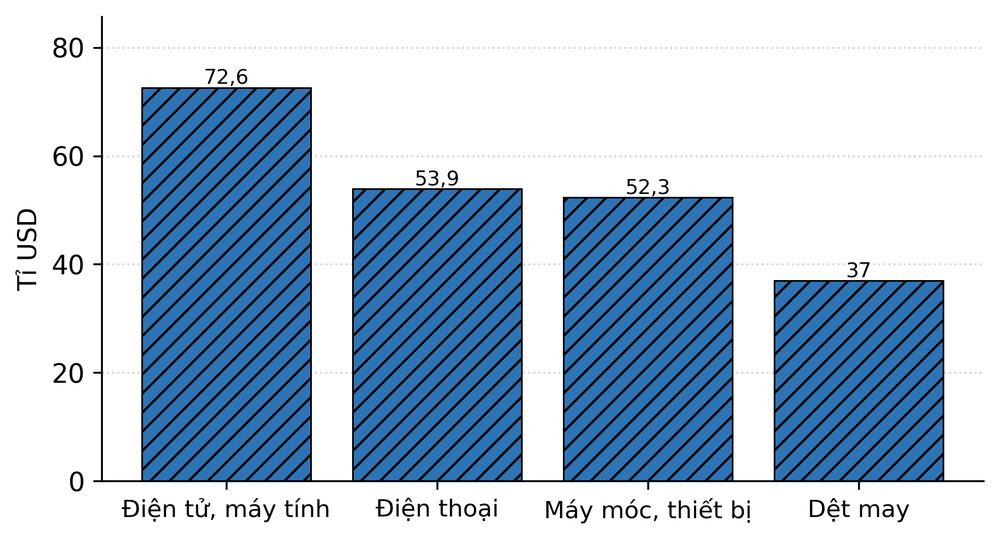 Tỉ USD
80
60
40
20
0
72,6
53,9
52,3
37
Điện tử, máy tính
Điện thoại
Máy móc, thiết bị
Dệt may